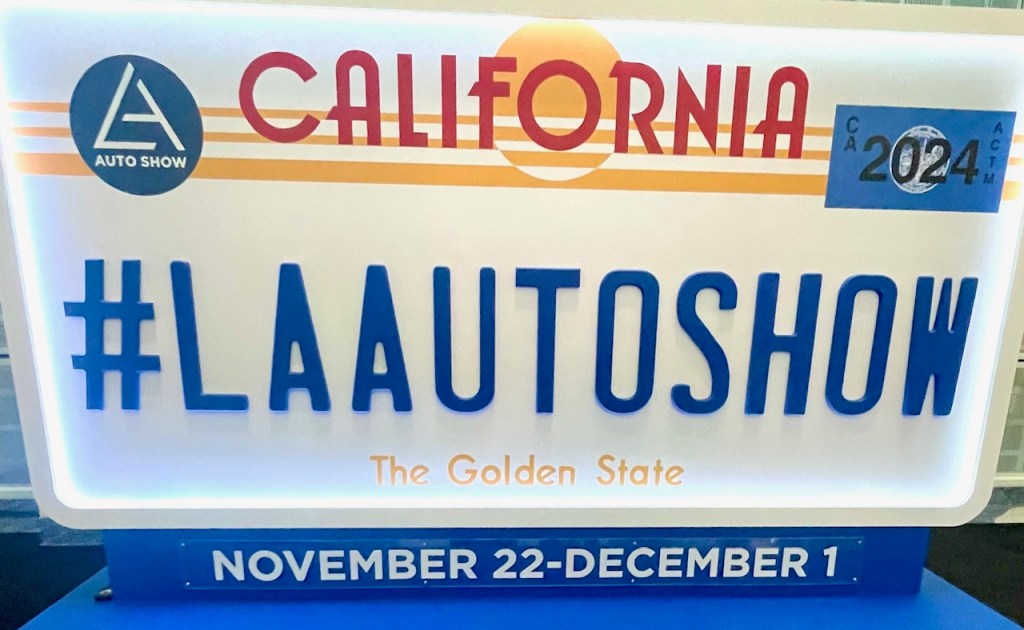 CALIFORNIA
LA
AUTO SHOW
CA
2024
ACTM
#LAAUTOSHOW
The Golden State
NOVEMBER 22-DECEMBER 1